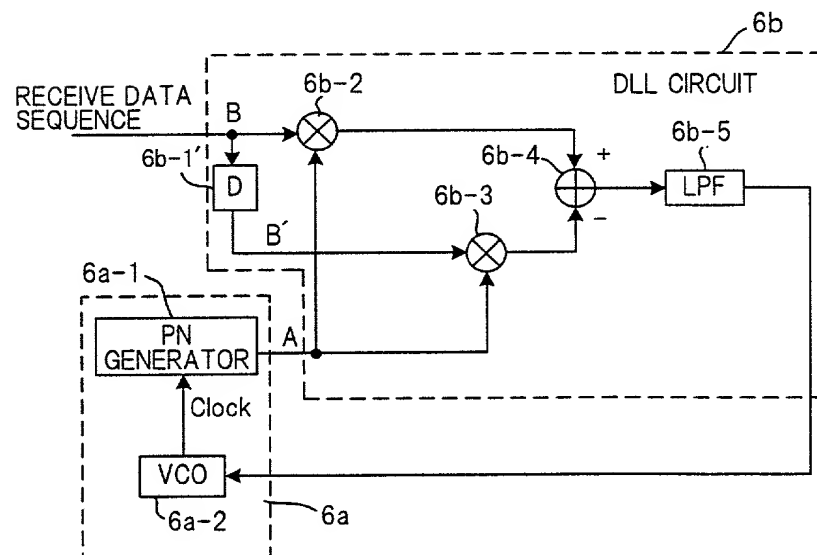 6b
6b-2
DLL CIRCUIT
RECEIVE DATA
SEQUENCE
B
6b-5
6b-1′
6b-4
+
LPF
D
6b-3
−
B′
6a-1
PN
GENERATOR
A
Clock
VCO
6a-2
6a